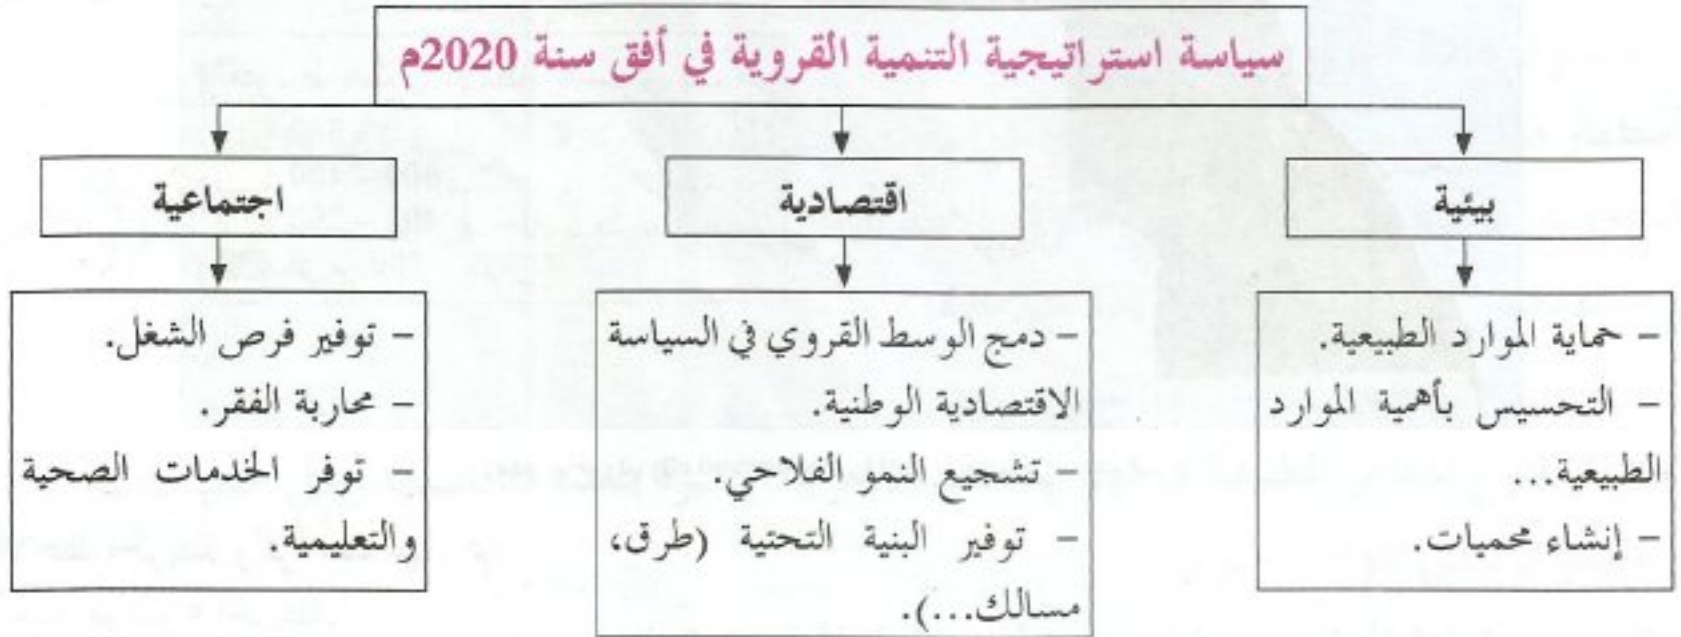 سياسة استراتيجية التنمية القروية في أفق سنة 2020م
بيئية
اقتصادية
اجتماعية
– حماية الموارد الطبيعية.
– التحسيس بأهمية الموارد
الطبيعية...
– إنشاء محميات.
– دمج الوسط القروي في السياسة
الاقتصادية الوطنية.
– تشجيع النمو الفلاحي.
– توفير البنية التحتية (طرق،
مسالك...).
– توفير فرص الشغل.
– محاربة الفقر.
– توفر الخدمات الصحية
والتعليمية.